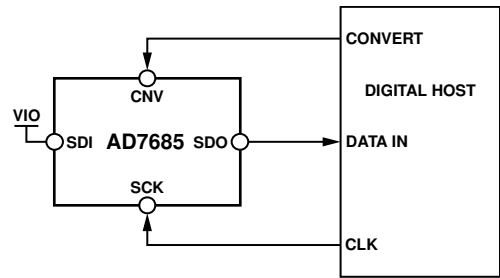 CONVERT
CNV
DIGITAL HOST
VIO
SDI AD7685 SDO
DATA IN
SCK
CLK